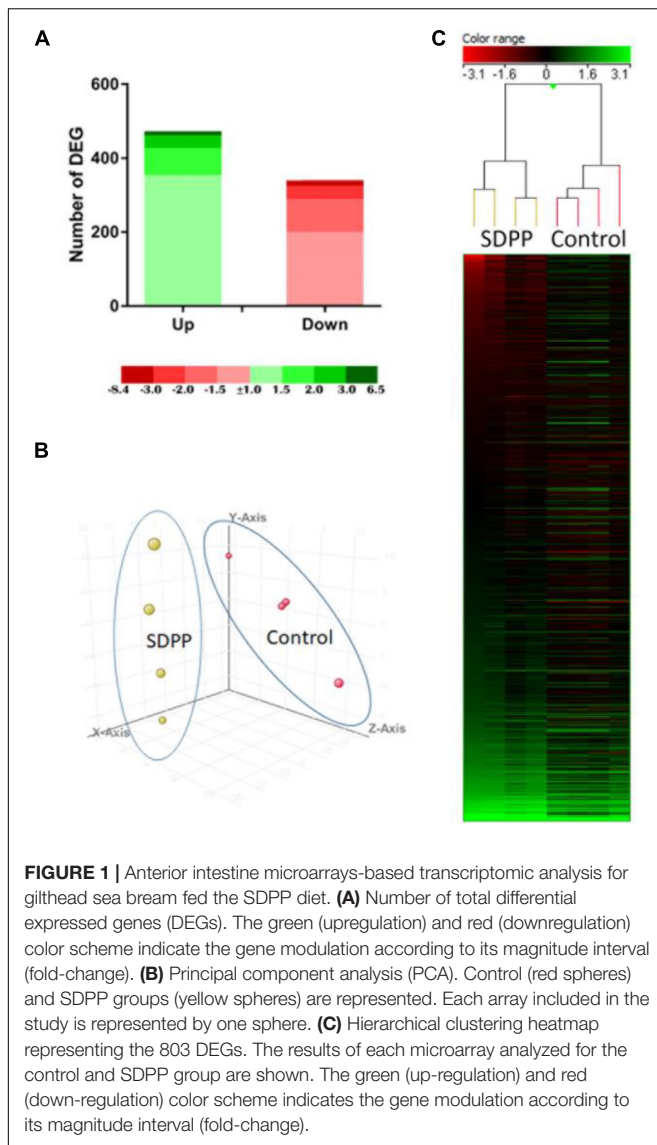 A
Number of DEG
600
400
200
0
Up
Down
-8.4 -3.0 -2.0 -1.5 ±1.0 1.5 2.0 3.0 6.5
B
Y-Axis
SDPP
Control
X-Axis
Z-Axis
C
Color range
-3.1 -1.6 0 1.6 3.1
SDPP Control
FIGURE 1 | Anterior intestine microarrays-based transcriptomic analysis for
gilthead sea bream fed the SDPP diet. (A) Number of total differential
expressed genes (DEGs). The green (upregulation) and red (downregulation)
color scheme indicate the gene modulation according to its magnitude interval
(fold-change). (B) Principal component analysis (PCA). Control (red spheres)
and SDPP groups (yellow spheres) are represented. Each array included in the
study is represented by one sphere. (C) Hierarchical clustering heatmap
representing the 803 DEGs. The results of each microarray analyzed for the
control and SDPP group are shown. The green (up-regulation) and red
(down-regulation) color scheme indicates the gene modulation according to
its magnitude interval (fold-change).